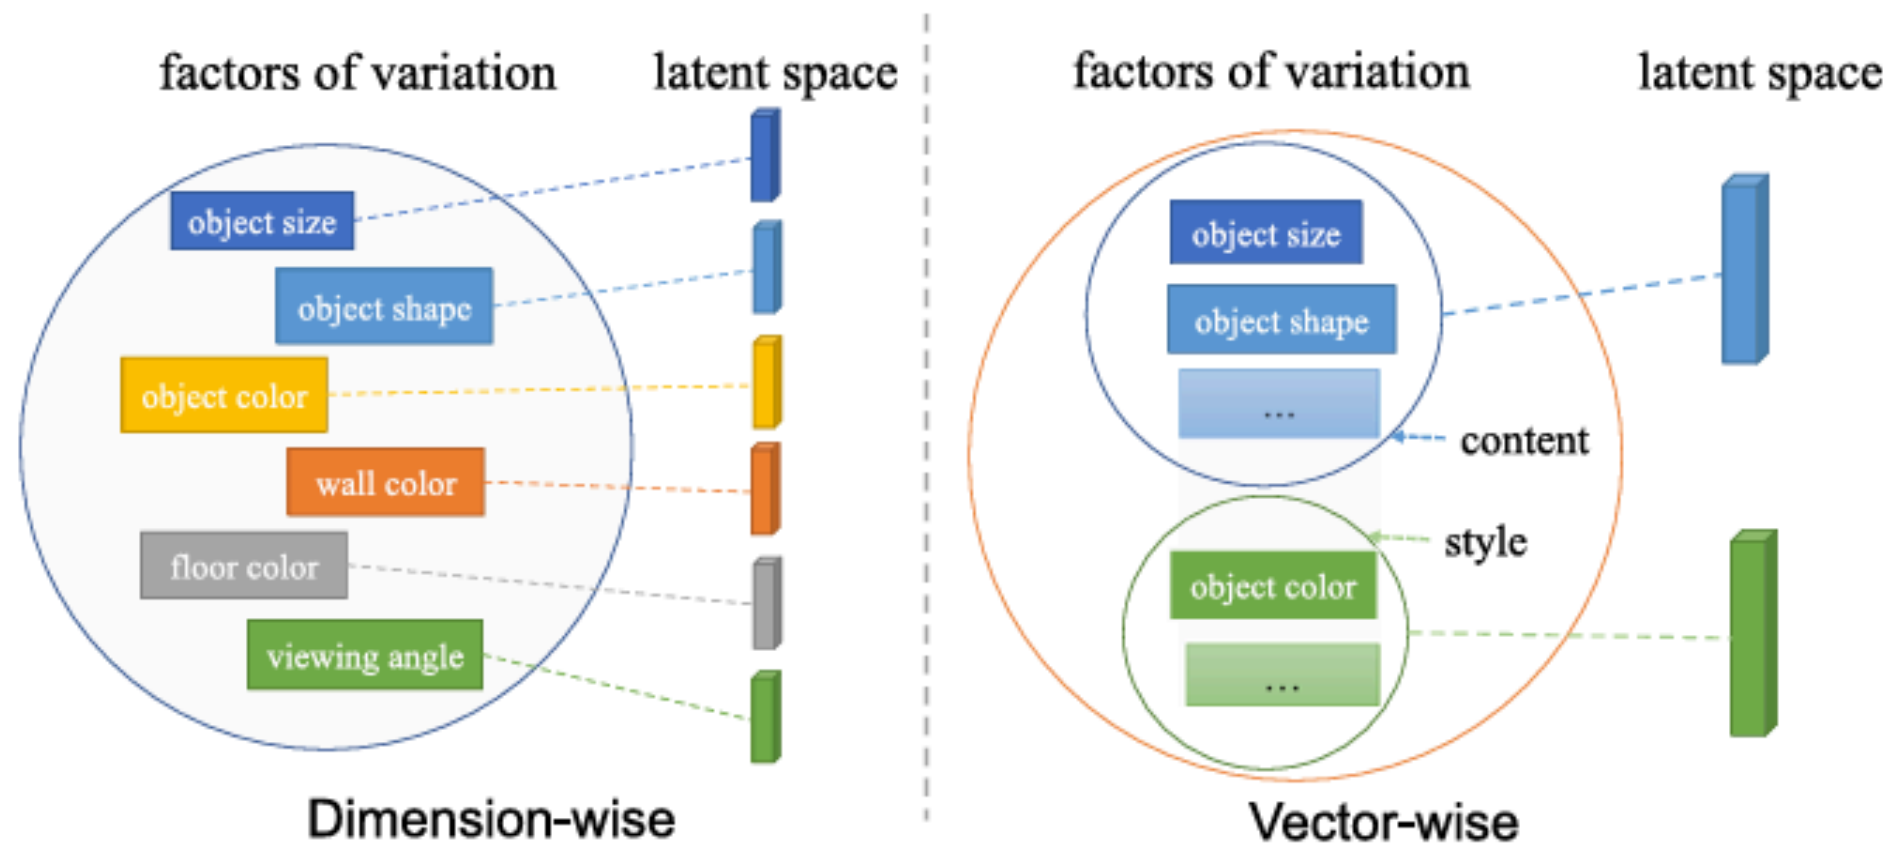 factors of variation
latent space
object size
object shape
object color
wall color
floor color
viewing angle
Dimension-wise
factors of variation
latent space
object size
object shape
...
content
style
object color
...
Vector-wise